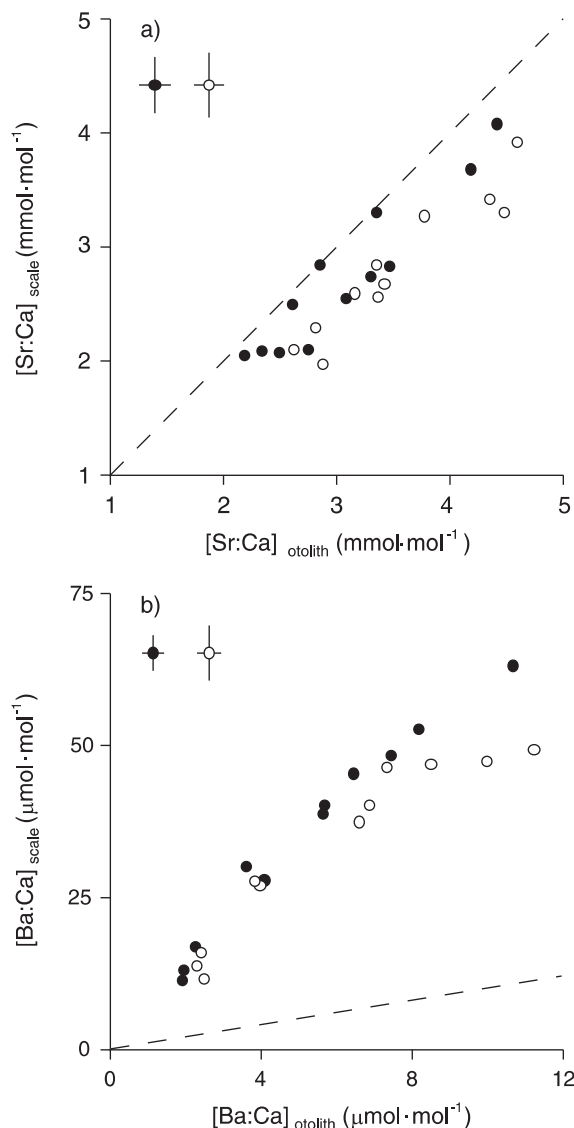 a)
5
4
3
2
1
[Sr:Ca] scale (mmol·mol⁻¹)
1 2 3 4 5
[Sr:Ca] otolith (mmol·mol⁻¹)
b)
75
50
25
0
[Ba:Ca] scale (μmol·mol⁻¹)
0 4 8 12
[Ba:Ca] otolith (μmol·mol⁻¹)